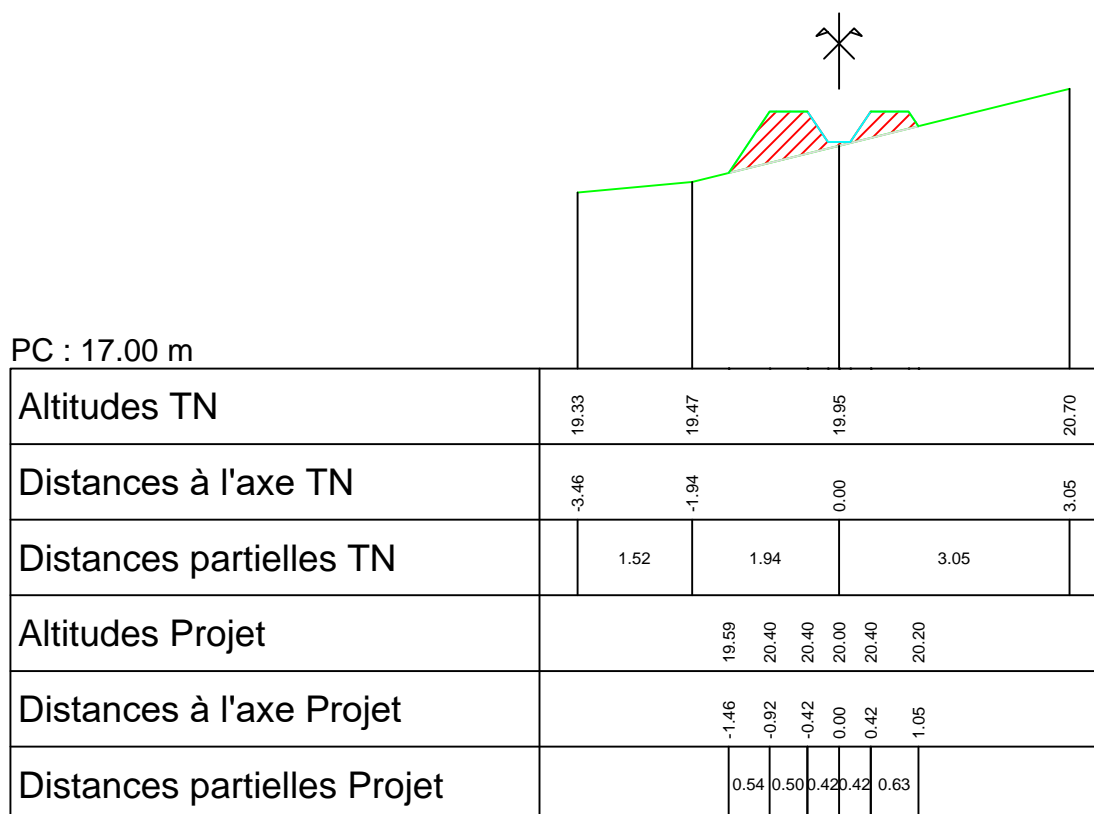 PC : 17.00 m
Altitudes TN 19.33 19.47 19.95 20.70
Distances à l'axe TN -3.46 -1.94 0.00 3.05
Distances partielles TN 1.52 1.94 3.05
Altitudes Projet 19.59 20.40 20.40 20.00 20.40 20.20
Distances à l'axe Projet -1.46 -0.92 -0.42 0.00 0.42 1.05
Distances partielles Projet 0.54 0.50 0.42 0.42 0.63